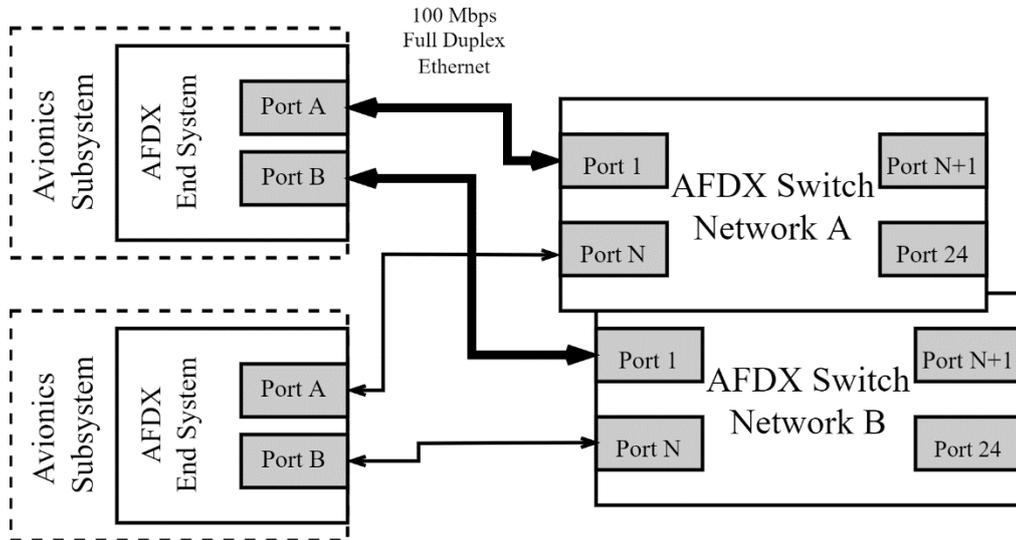 100 Mbps
Full Duplex
Ethernet
Avionics
Subsystem
AFDX
End System
Port A
Port B
Port 1
Port N+1
AFDX Switch
Network A
Port N
Port 24
Avionics
Subsystem
AFDX
End System
Port A
Port B
Port 1
Port N+1
AFDX Switch
Network B
Port N
Port 24